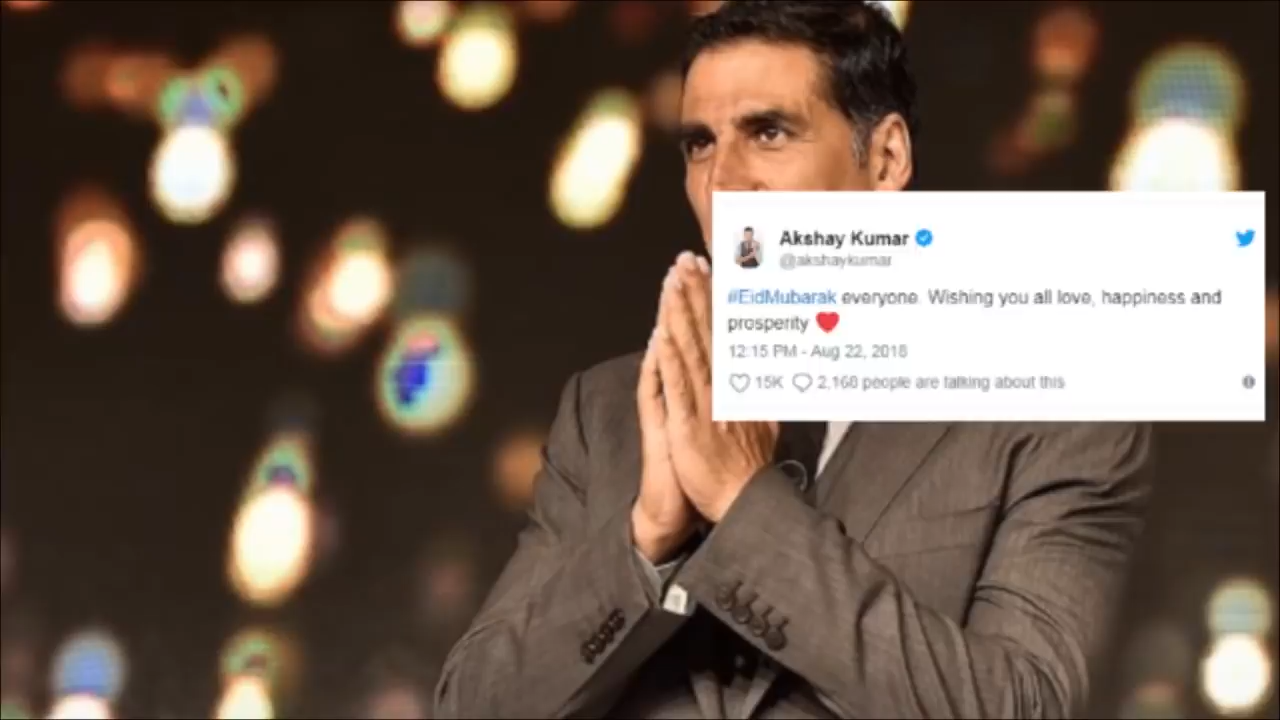 Akshay Kumar
@akshaykumar
#EidMubarak everyone. Wishing you all love, happiness and
prosperity ❤
12:15 PM - Aug 22, 2018
15K 2,168 people are talking about this